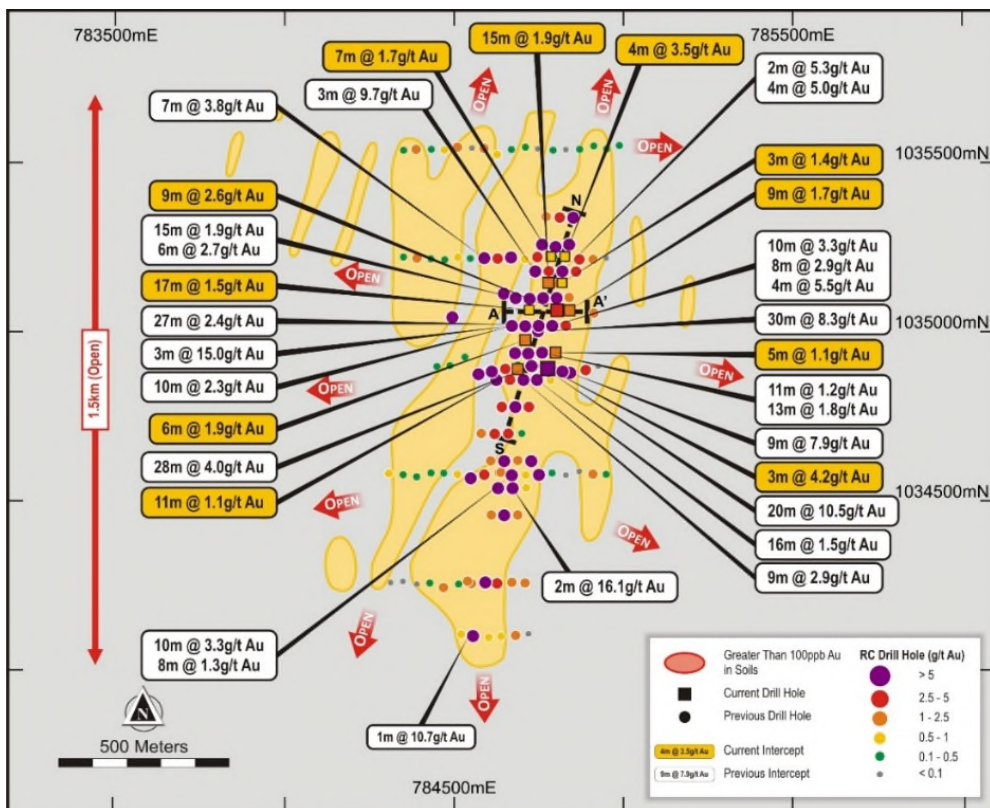 783500mE
785500mE
15m @ 1.9g/t Au
4m @ 3.5g/t Au
7m @ 1.7g/t Au
3m @ 9.7g/t Au
2m @ 5.3g/t Au
4m @ 5.0g/t Au
7m @ 3.8g/t Au
OPEN
OPEN
OPEN
1035500mN
3m @ 1.4g/t Au
9m @ 1.7g/t Au
9m @ 2.6g/t Au
N
15m @ 1.9g/t Au
6m @ 2.7g/t Au
10m @ 3.3g/t Au
8m @ 2.9g/t Au
4m @ 5.5g/t Au
OPEN
17m @ 1.5g/t Au
A
A'
27m @ 2.4g/t Au
30m @ 8.3g/t Au
1035000mN
3m @ 15.0g/t Au
5m @ 1.1g/t Au
10m @ 2.3g/t Au
OPEN
OPEN
11m @ 1.2g/t Au
13m @ 1.8g/t Au
1.5km (Open)
6m @ 1.9g/t Au
9m @ 7.9g/t Au
S
28m @ 4.0g/t Au
3m @ 4.2g/t Au
11m @ 1.1g/t Au
OPEN
1034500mN
20m @ 10.5g/t Au
OPEN
16m @ 1.5g/t Au
9m @ 2.9g/t Au
2m @ 16.1g/t Au
OPEN
10m @ 3.3g/t Au
8m @ 1.3g/t Au
OPEN
N
500 Meters
1m @ 10.7g/t Au
784500mE
Greater Than 100ppb Au
in Soils
Current Drill Hole
Previous Drill Hole
4m @ 3.5g/t Au
Current Intercept
9m @ 7.9g/t Au
Previous Intercept
RC Drill Hole (g/t Au)
> 5
2.5 - 5
1 - 2.5
0.5 - 1
0.1 - 0.5
< 0.1